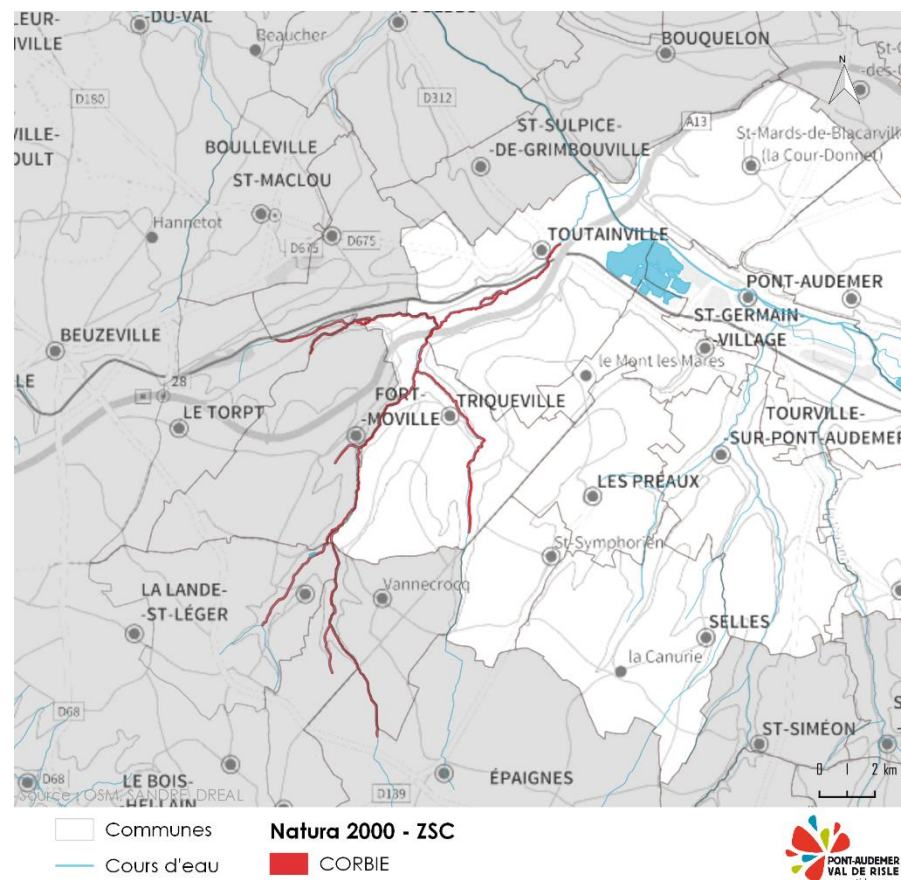 -DU-VAL
Beaucher
BOUQUELON
N
D180
D312
A13
ST-SULPICE-
-DE-GRIMBOUVILLE
St-Mards-de-Blacarville
(la Cour-Donnet)
BOULLEVILLE
ST-MACLOU
Hannetot
D675
D675
TOUTAINVILLE
PONT-AUDEMER
BEUZEVILLE
ST-GERMAIN-
-VILLAGE
le Mont les Mares
28
LE TORPT
FORT-
-MOVILLE
TRIQUEVILLE
TOURVILLE-
-SUR-PONT-AUDEMER
LES PRÉAUX
St-Symphorien
LA LANDE-
-ST-LÉGER
Vannecrocq
SELLES
la Canurie
D68
ST-SIMÉON
D68
LE BOIS-
-HELLAIN
ÉPAIGNES
D139
0 1 2 km
Source : OSM, SANDRE, DREAL
Communes
Natura 2000 - ZSC
Cours d'eau
CORBIE
PONT-AUDEMER
VAL DE RISLE